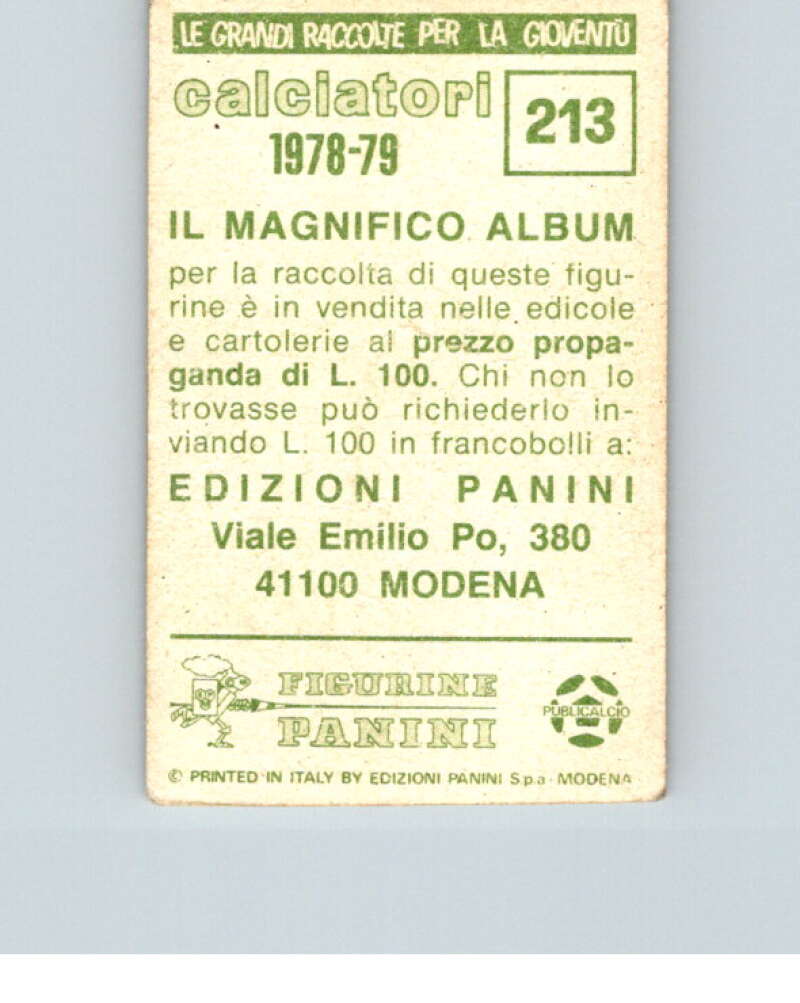 LE GRANDI RACCOLTE PER LA GIOVENTÙ
calciatori
1978-79
213
IL MAGNIFICO ALBUM
per la raccolta di queste figu-
rine è in vendita nelle edicole
e cartolerie al prezzo propa-
ganda di L. 100. Chi non lo
trovasse può richiederlo in-
viando L. 100 in francobolli a:
EDIZIONI PANINI
Viale Emilio Po, 380
41100 MODENA
FIGURINE
PANINI
PUBLICALCIO
© PRINTED IN ITALY BY EDIZIONI PANINI S.p.a - MODENA